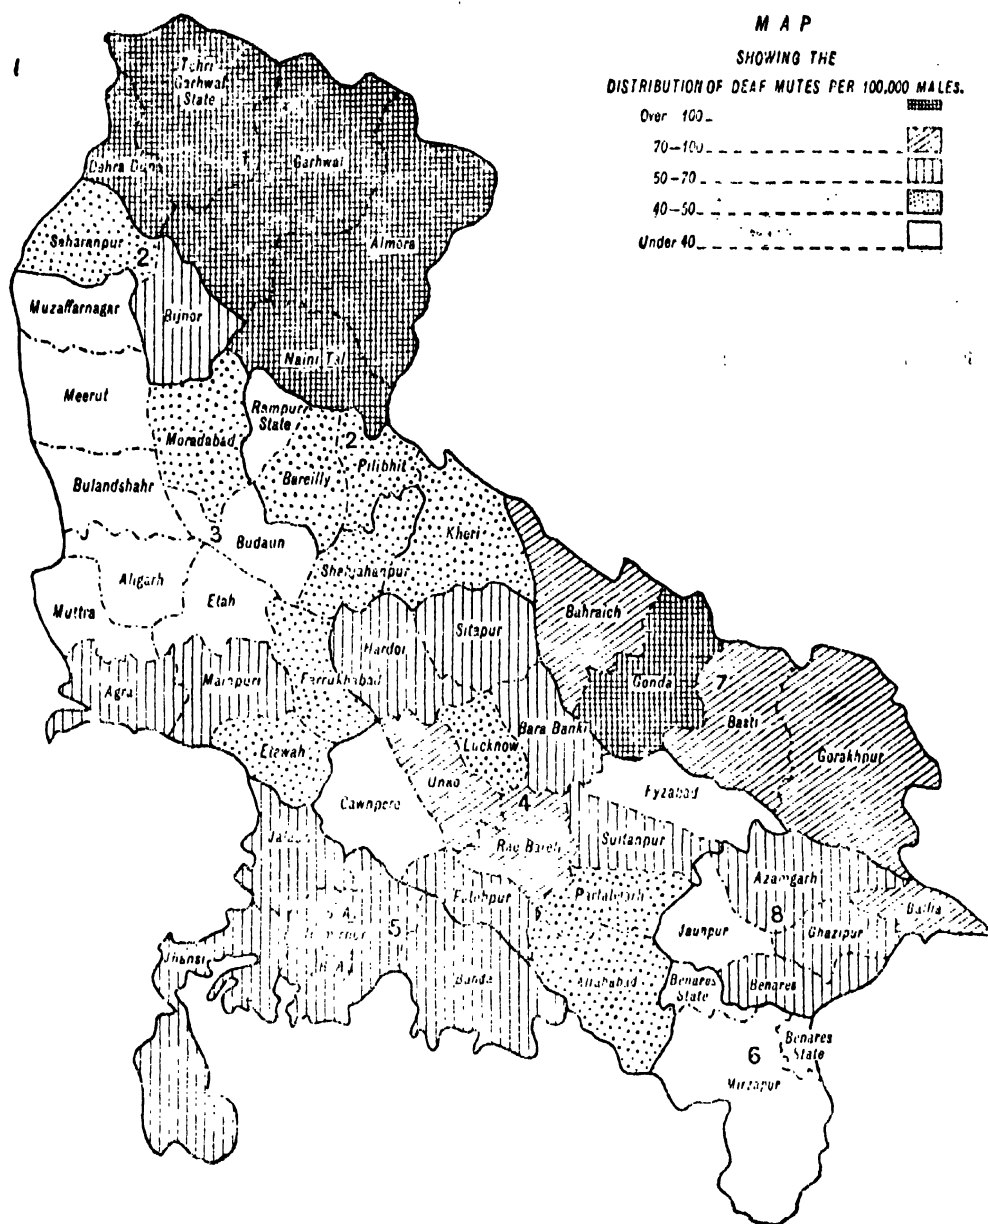 MAP
SHOWING THE
DISTRIBUTION OF DEAF MUTES PER 100,000 MALES.
Over 100
70-100
50-70
40-50
Under 40
Tehri
Garhwal
State
1
Garhwal
Dehra Dun
Almora
Saharanpur
2
Muzaffarnagar
Bijnor
Naini Tal
Meerut
Rampur
State
2
Moradabad
Pilibhit
Bareilly
Bulandshahr
3
Budaun
Kheri
Shahjahanpur
Aligarh
Etah
Muttra
Bahraich
Sitapur
Hardoi
Farrukhabad
Mainpuri
Agra
Gonda
7
Basti
Bara Banki
Lucknow
Etawah
Gorakhpur
Unao
Cawnpore
4
Fyzabad
Rae Bareli
Sultanpur
Azamgarh
Fatehpur
Partabgarh
Ballia
B. A.
5
8
Ghazipur
Jaunpur
Jhansi
B. A.
Banda
Allahabad
Benares
State
Benares
Benares
State
6
Mirzapur